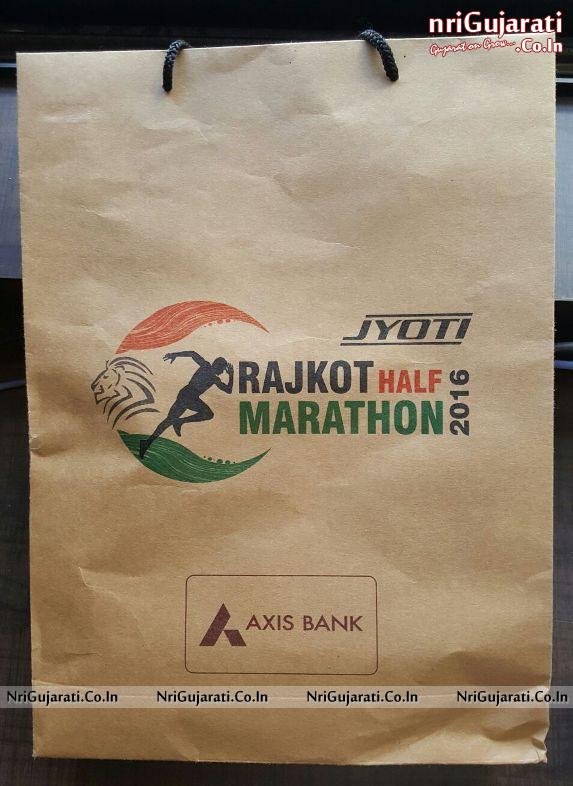 nriGujarati
Gujarat on Grow... .Co.In
JYOTI
RAJKOT HALF
MARATHON
2016
AXIS BANK
NriGujarati.Co.In NriGujarati.Co.In NriGujarati.Co.In NriGujarati.Co.In